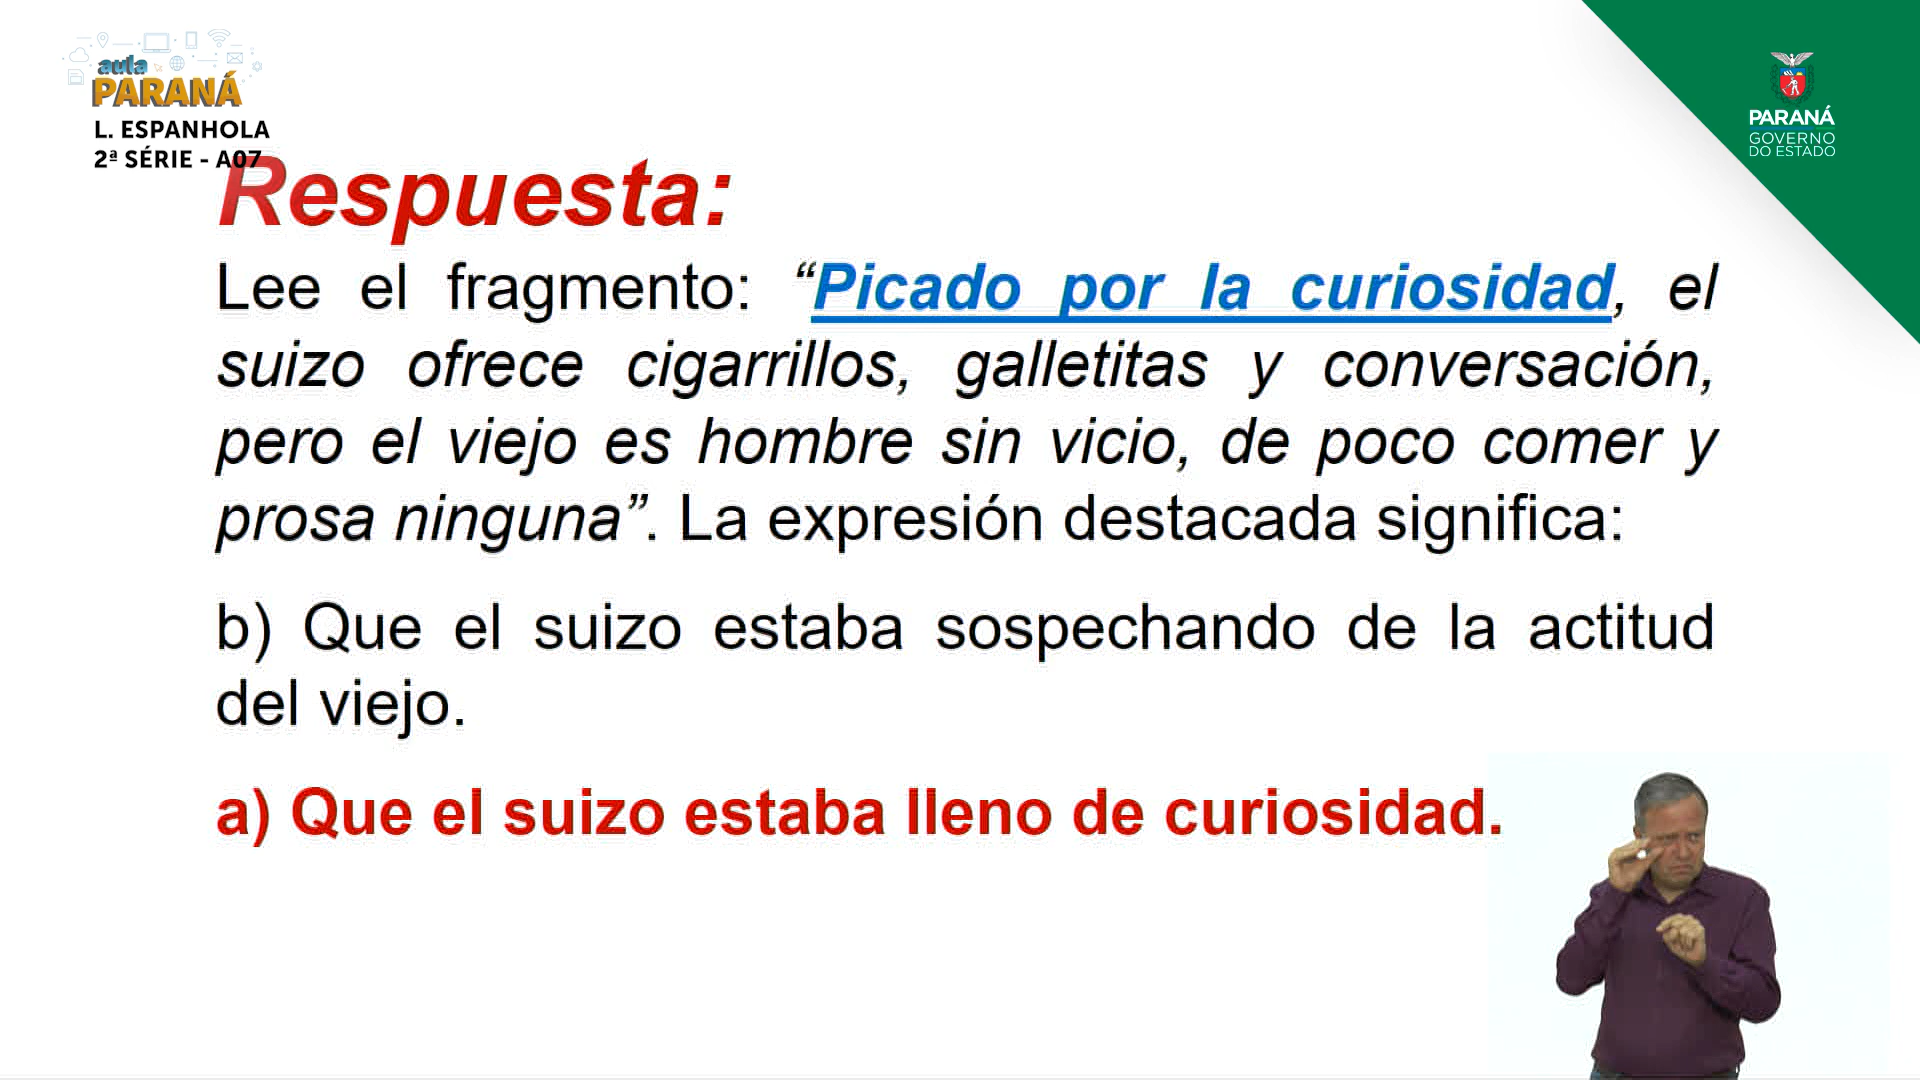 aula
PARANÁ
L. ESPANHOLA
2ª SÉRIE - A07
PARANÁ
GOVERNO
DO ESTADO
Respuesta:
Lee el fragmento: “Picado por la curiosidad, el
suizo ofrece cigarrillos, galletitas y conversación,
pero el viejo es hombre sin vicio, de poco comer y
prosa ninguna”. La expresión destacada significa:
b) Que el suizo estaba sospechando de la actitud
del viejo.
a) Que el suizo estaba lleno de curiosidad.